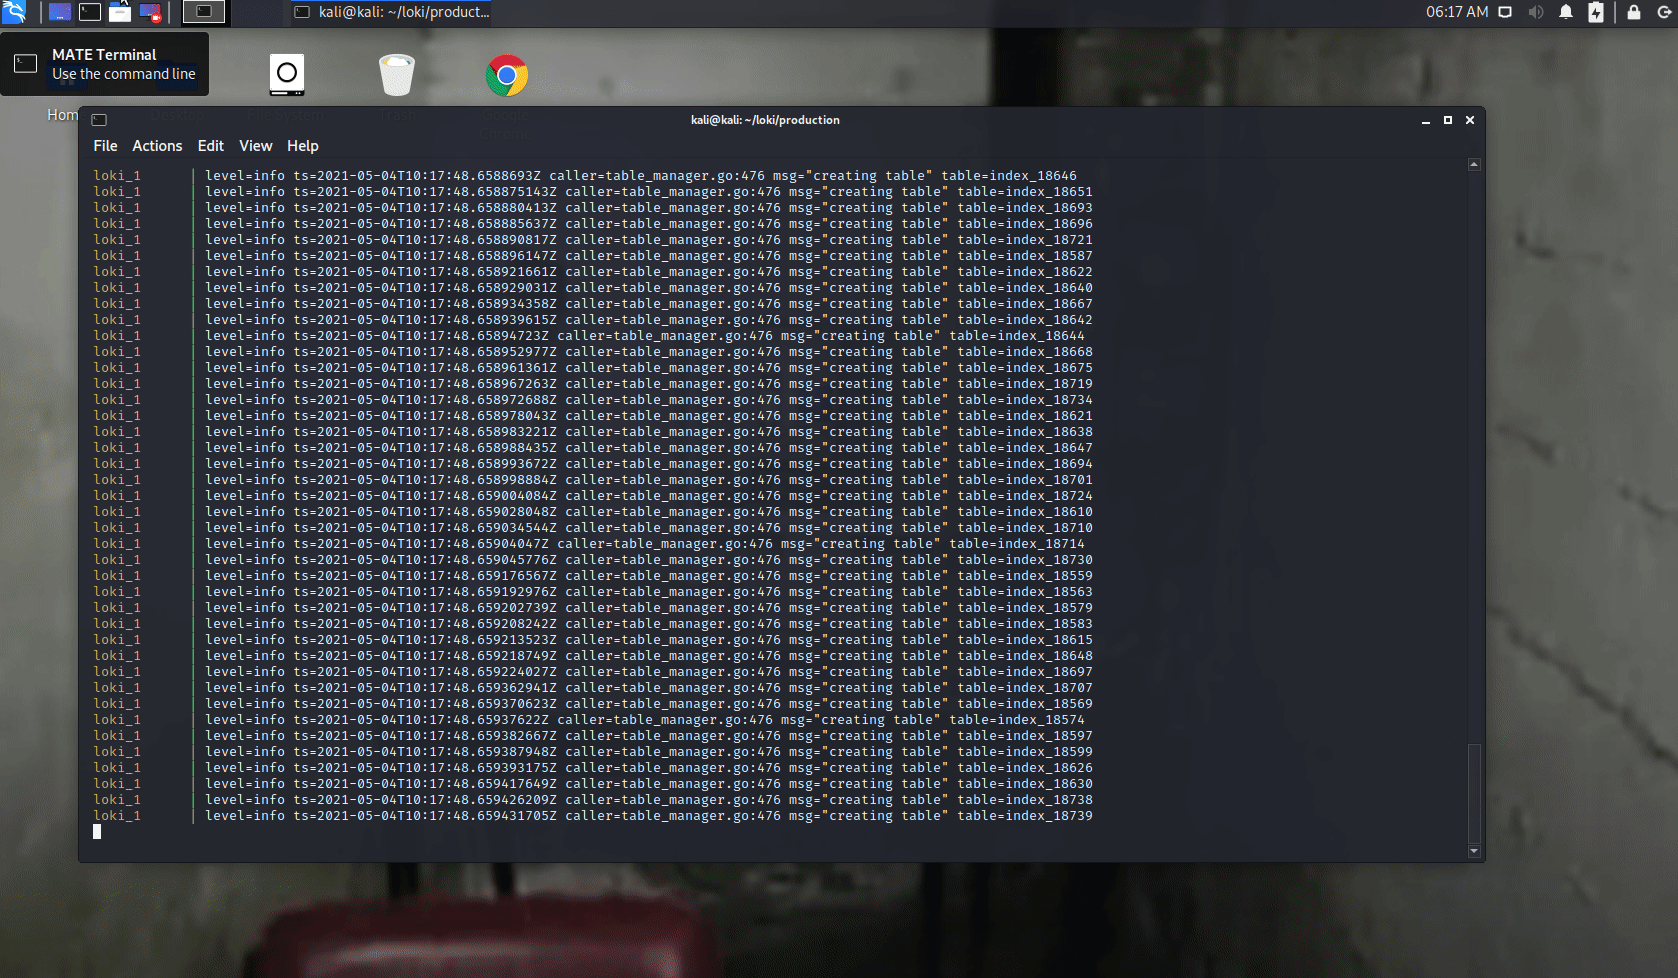 kali@kali: ~/loki/product...
06:17 AM
MATE Terminal
Use the command line
Hom
kali@kali: ~/loki/production
File Actions Edit View Help
loki_1 | level=info ts=2021-05-04T10:17:48.6588693Z caller=table_manager.go:476 msg="creating table" table=index_18646
loki_1 | level=info ts=2021-05-04T10:17:48.658875143Z caller=table_manager.go:476 msg="creating table" table=index_18651
loki_1 | level=info ts=2021-05-04T10:17:48.658880413Z caller=table_manager.go:476 msg="creating table" table=index_18693
loki_1 | level=info ts=2021-05-04T10:17:48.658885637Z caller=table_manager.go:476 msg="creating table" table=index_18696
loki_1 | level=info ts=2021-05-04T10:17:48.658890817Z caller=table_manager.go:476 msg="creating table" table=index_18721
loki_1 | level=info ts=2021-05-04T10:17:48.658896147Z caller=table_manager.go:476 msg="creating table" table=index_18587
loki_1 | level=info ts=2021-05-04T10:17:48.658921661Z caller=table_manager.go:476 msg="creating table" table=index_18622
loki_1 | level=info ts=2021-05-04T10:17:48.658929031Z caller=table_manager.go:476 msg="creating table" table=index_18640
loki_1 | level=info ts=2021-05-04T10:17:48.658934358Z caller=table_manager.go:476 msg="creating table" table=index_18667
loki_1 | level=info ts=2021-05-04T10:17:48.658939615Z caller=table_manager.go:476 msg="creating table" table=index_18642
loki_1 | level=info ts=2021-05-04T10:17:48.65894723Z caller=table_manager.go:476 msg="creating table" table=index_18644
loki_1 | level=info ts=2021-05-04T10:17:48.658952977Z caller=table_manager.go:476 msg="creating table" table=index_18668
loki_1 | level=info ts=2021-05-04T10:17:48.658961361Z caller=table_manager.go:476 msg="creating table" table=index_18675
loki_1 | level=info ts=2021-05-04T10:17:48.658967263Z caller=table_manager.go:476 msg="creating table" table=index_18719
loki_1 | level=info ts=2021-05-04T10:17:48.658972688Z caller=table_manager.go:476 msg="creating table" table=index_18734
loki_1 | level=info ts=2021-05-04T10:17:48.658978043Z caller=table_manager.go:476 msg="creating table" table=index_18621
loki_1 | level=info ts=2021-05-04T10:17:48.658983221Z caller=table_manager.go:476 msg="creating table" table=index_18638
loki_1 | level=info ts=2021-05-04T10:17:48.658988435Z caller=table_manager.go:476 msg="creating table" table=index_18647
loki_1 | level=info ts=2021-05-04T10:17:48.658993672Z caller=table_manager.go:476 msg="creating table" table=index_18694
loki_1 | level=info ts=2021-05-04T10:17:48.658998884Z caller=table_manager.go:476 msg="creating table" table=index_18701
loki_1 | level=info ts=2021-05-04T10:17:48.659004084Z caller=table_manager.go:476 msg="creating table" table=index_18724
loki_1 | level=info ts=2021-05-04T10:17:48.659028048Z caller=table_manager.go:476 msg="creating table" table=index_18610
loki_1 | level=info ts=2021-05-04T10:17:48.659034544Z caller=table_manager.go:476 msg="creating table" table=index_18710
loki_1 | level=info ts=2021-05-04T10:17:48.65904047Z caller=table_manager.go:476 msg="creating table" table=index_18714
loki_1 | level=info ts=2021-05-04T10:17:48.659045776Z caller=table_manager.go:476 msg="creating table" table=index_18730
loki_1 | level=info ts=2021-05-04T10:17:48.659176567Z caller=table_manager.go:476 msg="creating table" table=index_18559
loki_1 | level=info ts=2021-05-04T10:17:48.659192976Z caller=table_manager.go:476 msg="creating table" table=index_18563
loki_1 | level=info ts=2021-05-04T10:17:48.659202739Z caller=table_manager.go:476 msg="creating table" table=index_18579
loki_1 | level=info ts=2021-05-04T10:17:48.659208242Z caller=table_manager.go:476 msg="creating table" table=index_18583
loki_1 | level=info ts=2021-05-04T10:17:48.659213523Z caller=table_manager.go:476 msg="creating table" table=index_18615
loki_1 | level=info ts=2021-05-04T10:17:48.659218749Z caller=table_manager.go:476 msg="creating table" table=index_18648
loki_1 | level=info ts=2021-05-04T10:17:48.659224027Z caller=table_manager.go:476 msg="creating table" table=index_18697
loki_1 | level=info ts=2021-05-04T10:17:48.659362941Z caller=table_manager.go:476 msg="creating table" table=index_18707
loki_1 | level=info ts=2021-05-04T10:17:48.659370623Z caller=table_manager.go:476 msg="creating table" table=index_18569
loki_1 | level=info ts=2021-05-04T10:17:48.65937622Z caller=table_manager.go:476 msg="creating table" table=index_18574
loki_1 | level=info ts=2021-05-04T10:17:48.659382667Z caller=table_manager.go:476 msg="creating table" table=index_18597
loki_1 | level=info ts=2021-05-04T10:17:48.659387948Z caller=table_manager.go:476 msg="creating table" table=index_18599
loki_1 | level=info ts=2021-05-04T10:17:48.659393175Z caller=table_manager.go:476 msg="creating table" table=index_18626
loki_1 | level=info ts=2021-05-04T10:17:48.659417649Z caller=table_manager.go:476 msg="creating table" table=index_18630
loki_1 | level=info ts=2021-05-04T10:17:48.659426209Z caller=table_manager.go:476 msg="creating table" table=index_18738
loki_1 | level=info ts=2021-05-04T10:17:48.659431705Z caller=table_manager.go:476 msg="creating table" table=index_18739